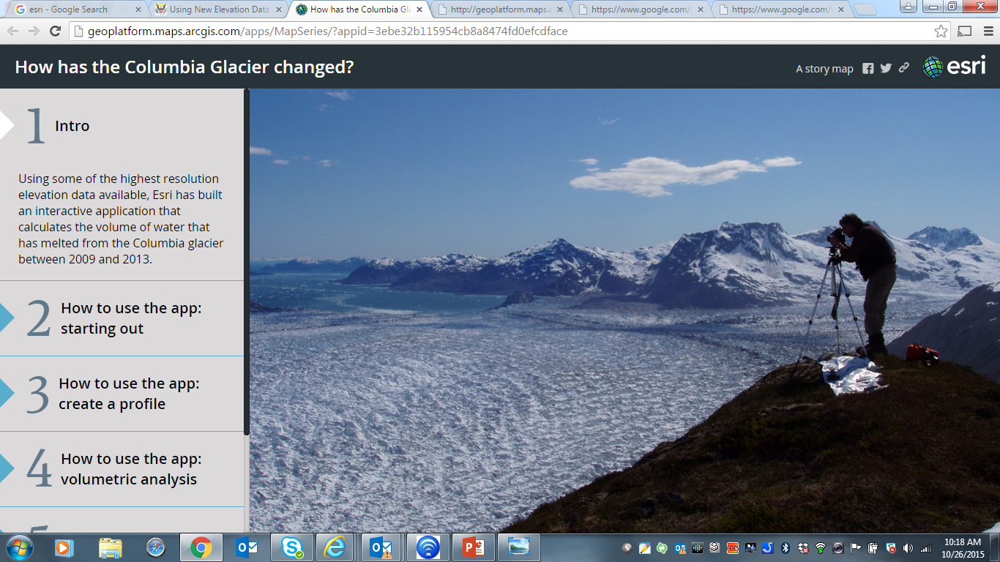 esri - Google Search
Using New Elevation Data
How has the Columbia Gla
http://geoplatform.maps.a
https://www.google.com/
https://www.google.com/
geoplatform.maps.arcgis.com/apps/MapSeries/?appid=3ebe32b115954cb8a8474fd0efcdface
How has the Columbia Glacier changed?
A story map
esri
1 Intro
Using some of the highest resolution
elevation data available, Esri has built
an interactive application that
calculates the volume of water that
has melted from the Columbia glacier
between 2009 and 2013.
2 How to use the app:
starting out
3 How to use the app:
create a profile
4 How to use the app:
volumetric analysis
10:18 AM
10/26/2015